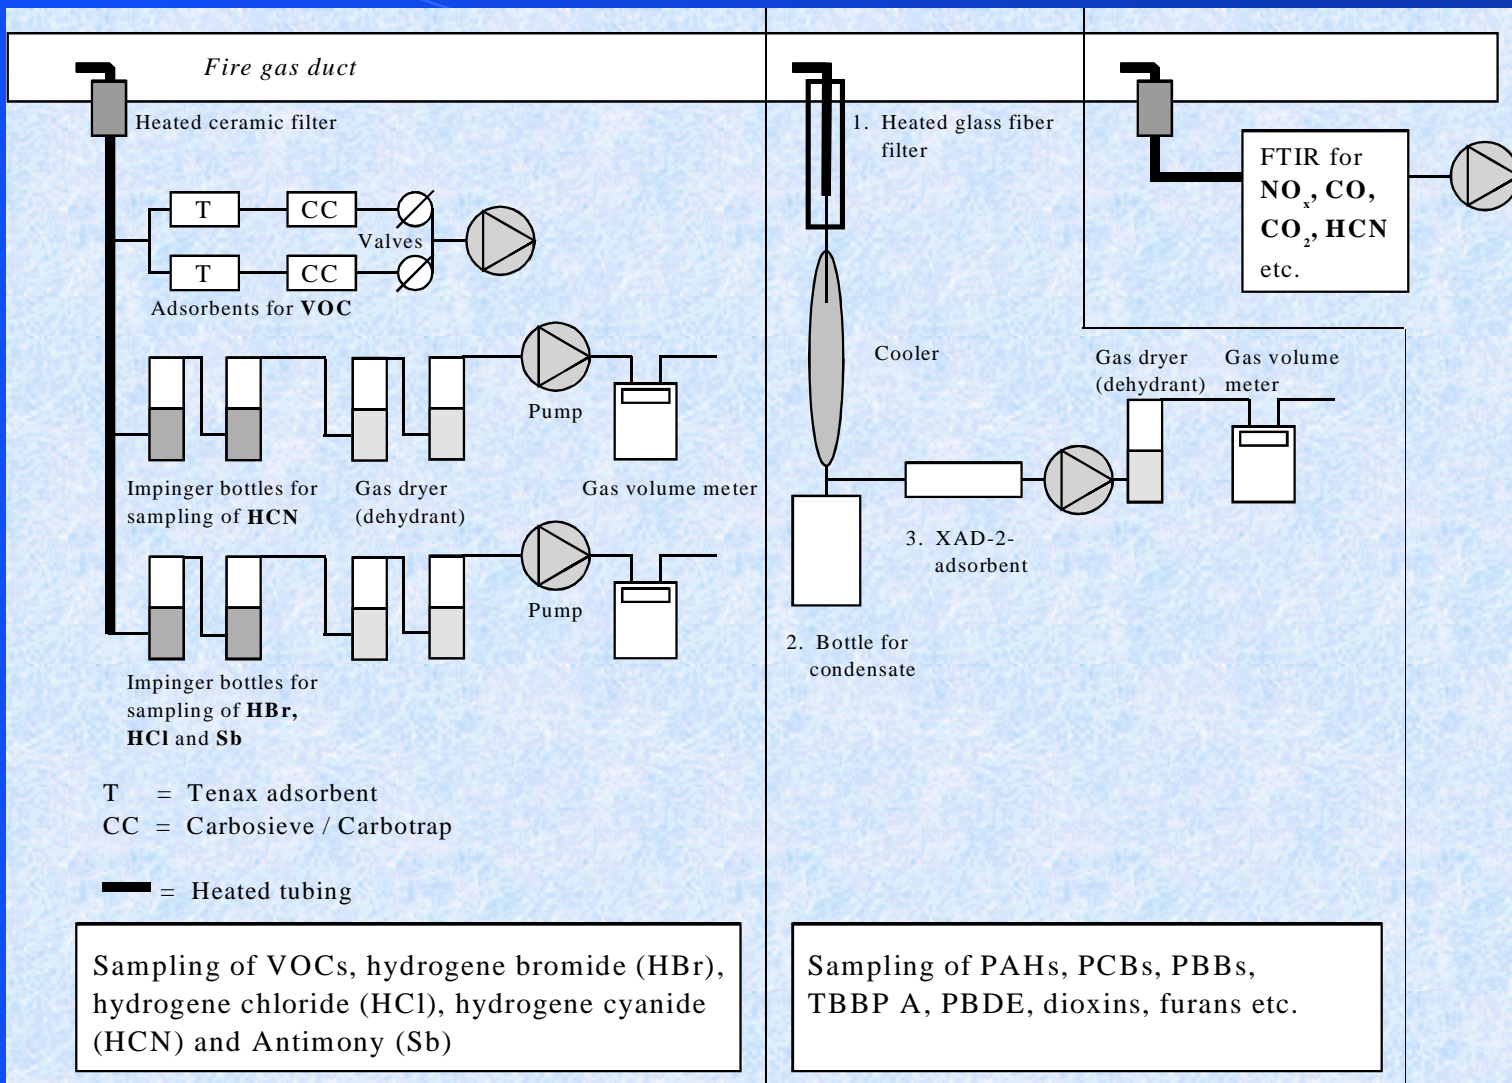 Fire gas duct
Heated ceramic filter
T
CC
Valves
T
CC
Adsorbents for VOC
Pump
Impinger bottles for
sampling of HCN
Gas dryer
(dehydrant)
Gas volume meter
Pump
Impinger bottles for
sampling of HBr,
HCl and Sb
T = Tenax adsorbent
CC = Carbosieve / Carbotrap
= Heated tubing
Sampling of VOCs, hydrogene bromide (HBr),
hydrogene chloride (HCl), hydrogene cyanide
(HCN) and Antimony (Sb)
1. Heated glass fiber
filter
Cooler
Gas dryer
(dehydrant)
Gas volume
meter
3. XAD-2-
adsorbent
2. Bottle for
condensate
Sampling of PAHs, PCBs, PBBs,
TBBP A, PBDE, dioxins, furans etc.
FTIR for
NOx, CO,
CO2, HCN
etc.